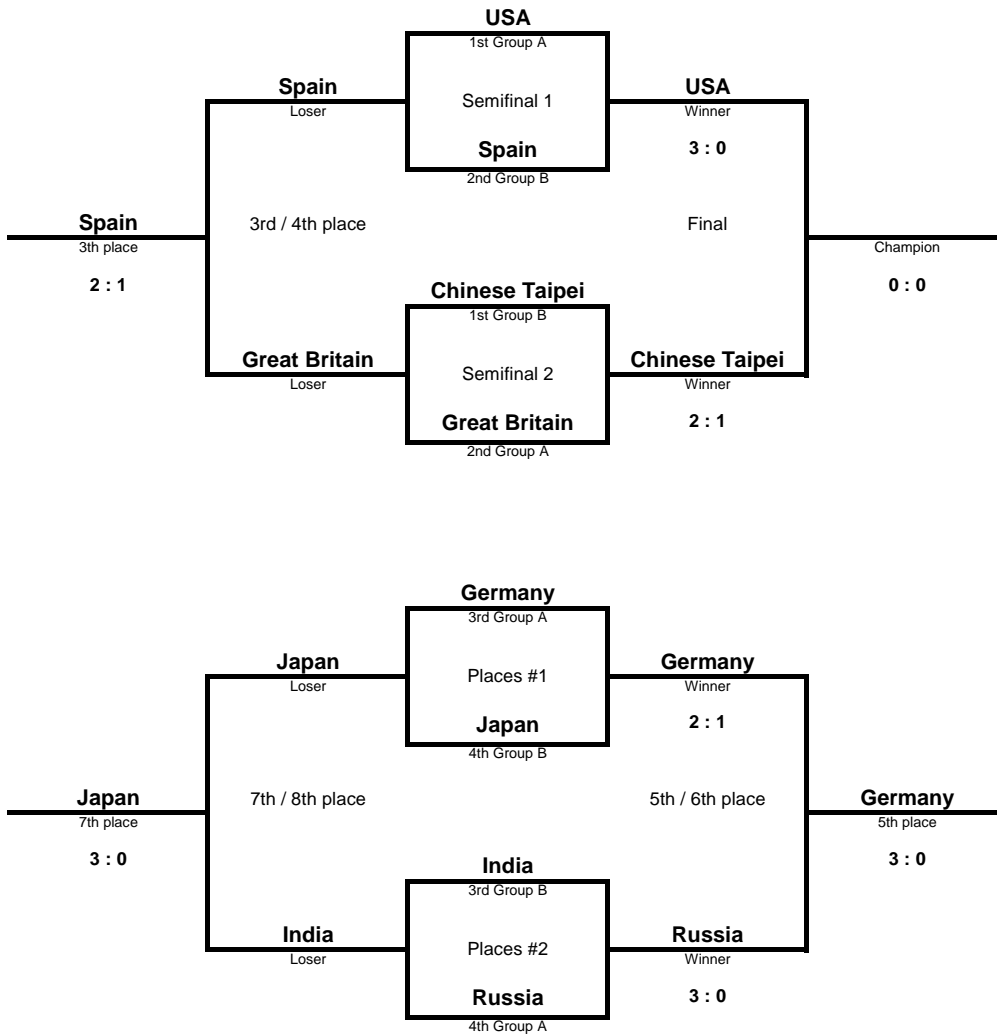 USA
1st Group A
Spain
USA
Loser
Semifinal 1
Winner
Spain
3 : 0
2nd Group B
Spain
3rd / 4th place
Final
3th place
Champion
2 : 1
0 : 0
Chinese Taipei
1st Group B
Great Britain
Chinese Taipei
Loser
Semifinal 2
Winner
Great Britain
2 : 1
2nd Group A
Germany
3rd Group A
Japan
Germany
Loser
Places #1
Winner
Japan
2 : 1
4th Group B
Japan
7th / 8th place
5th / 6th place
Germany
7th place
5th place
3 : 0
3 : 0
India
3rd Group B
India
Russia
Loser
Places #2
Winner
Russia
3 : 0
4th Group A